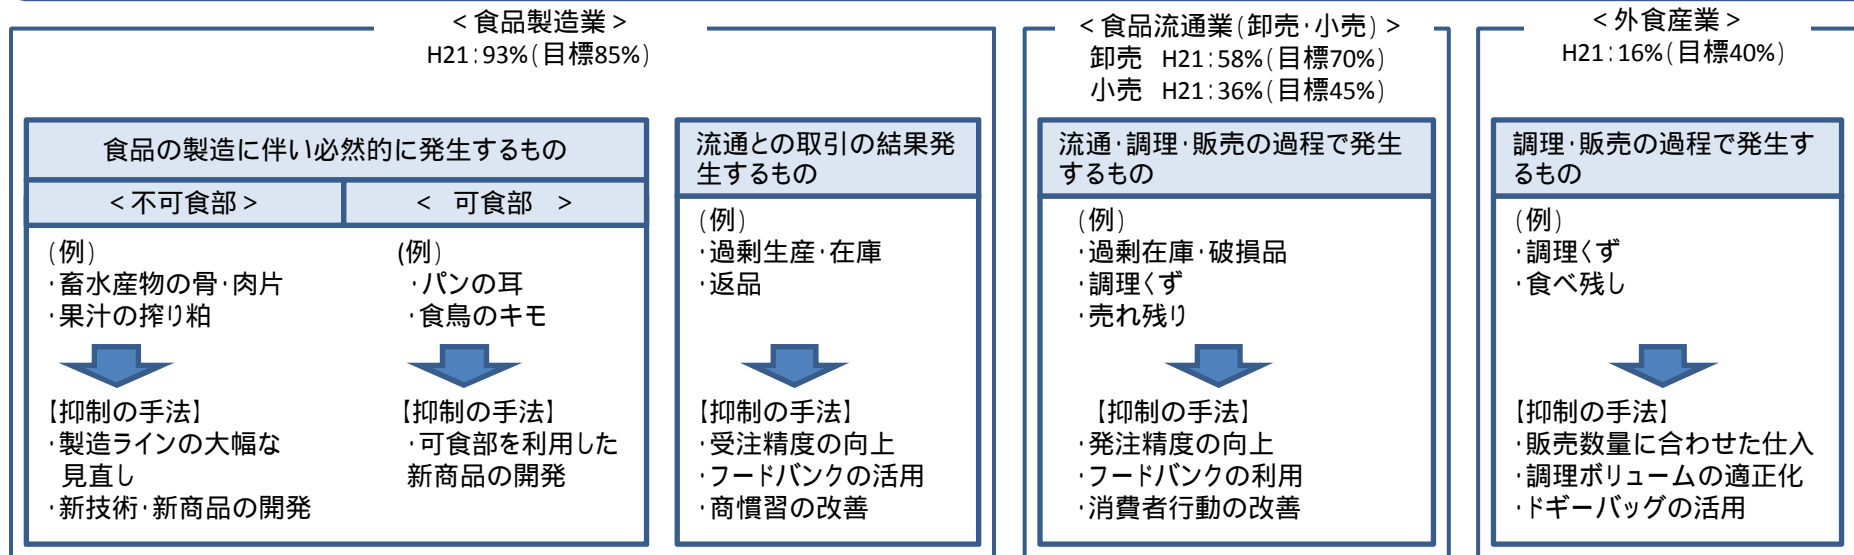 <食品製造業>
H21:93%(目標85%)
食品の製造に伴い必然的に発生するもの
<不可食部>
(例)
・畜水産物の骨・肉片
・果汁の搾り粕
【抑制の手法】
・製造ラインの大幅な
見直し
・新技術・新商品の開発
< 可食部 >
(例)
・パンの耳
・食鳥のキモ
【抑制の手法】
・可食部を利用した
新商品の開発
流通との取引の結果発
生するもの
(例)
・過剰生産・在庫
・返品
【抑制の手法】
・受注精度の向上
・フードバンクの活用
・商慣習の改善
<食品流通業(卸売・小売)>
卸売 H21:58%(目標70%)
小売 H21:36%(目標45%)
流通・調理・販売の過程で発生
するもの
(例)
・過剰在庫・破損品
・調理くず
・売れ残り
【抑制の手法】
・発注精度の向上
・フードバンクの利用
・消費者行動の改善
<外食産業>
H21:16%(目標40%)
調理・販売の過程で発生す
るもの
(例)
・調理くず
・食べ残し
【抑制の手法】
・販売数量に合わせた仕入
・調理ボリュームの適正化
・ドギーバッグの活用